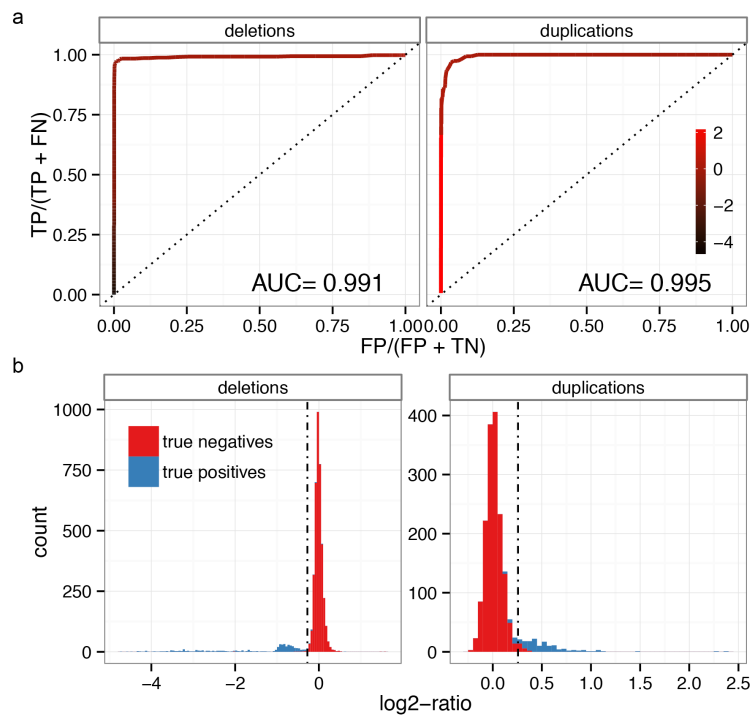 a
deletions
duplications
TP/(TP + FN)
1.00
0.75
0.50
0.25
0.00
AUC= 0.991
AUC= 0.995
2
0
−2
−4
0.00 0.25 0.50 0.75 1.00
0.00 0.25 0.50 0.75 1.00
FP/(FP + TN)
b
deletions
duplications
count
1000
750
500
250
0
true negatives
true positives
400
300
200
100
0
−4 −2 0
0.0 0.5 1.0 1.5 2.0 2.5
log2−ratio